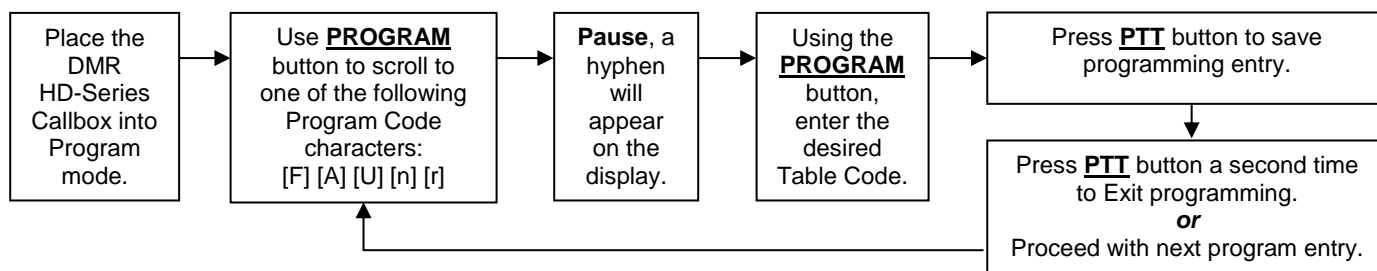 Place the
DMR
HD-Series
Callbox into
Program
mode.
Use PROGRAM
button to scroll to
one of the following
Program Code
characters:
[F] [A] [U] [n] [r]
Pause, a
hyphen
will
appear
on the
display.
Using the
PROGRAM
button,
enter the
desired
Table Code.
Press PTT button to save
programming entry.
Press PTT button a second time
to Exit programming.
or
Proceed with next program entry.